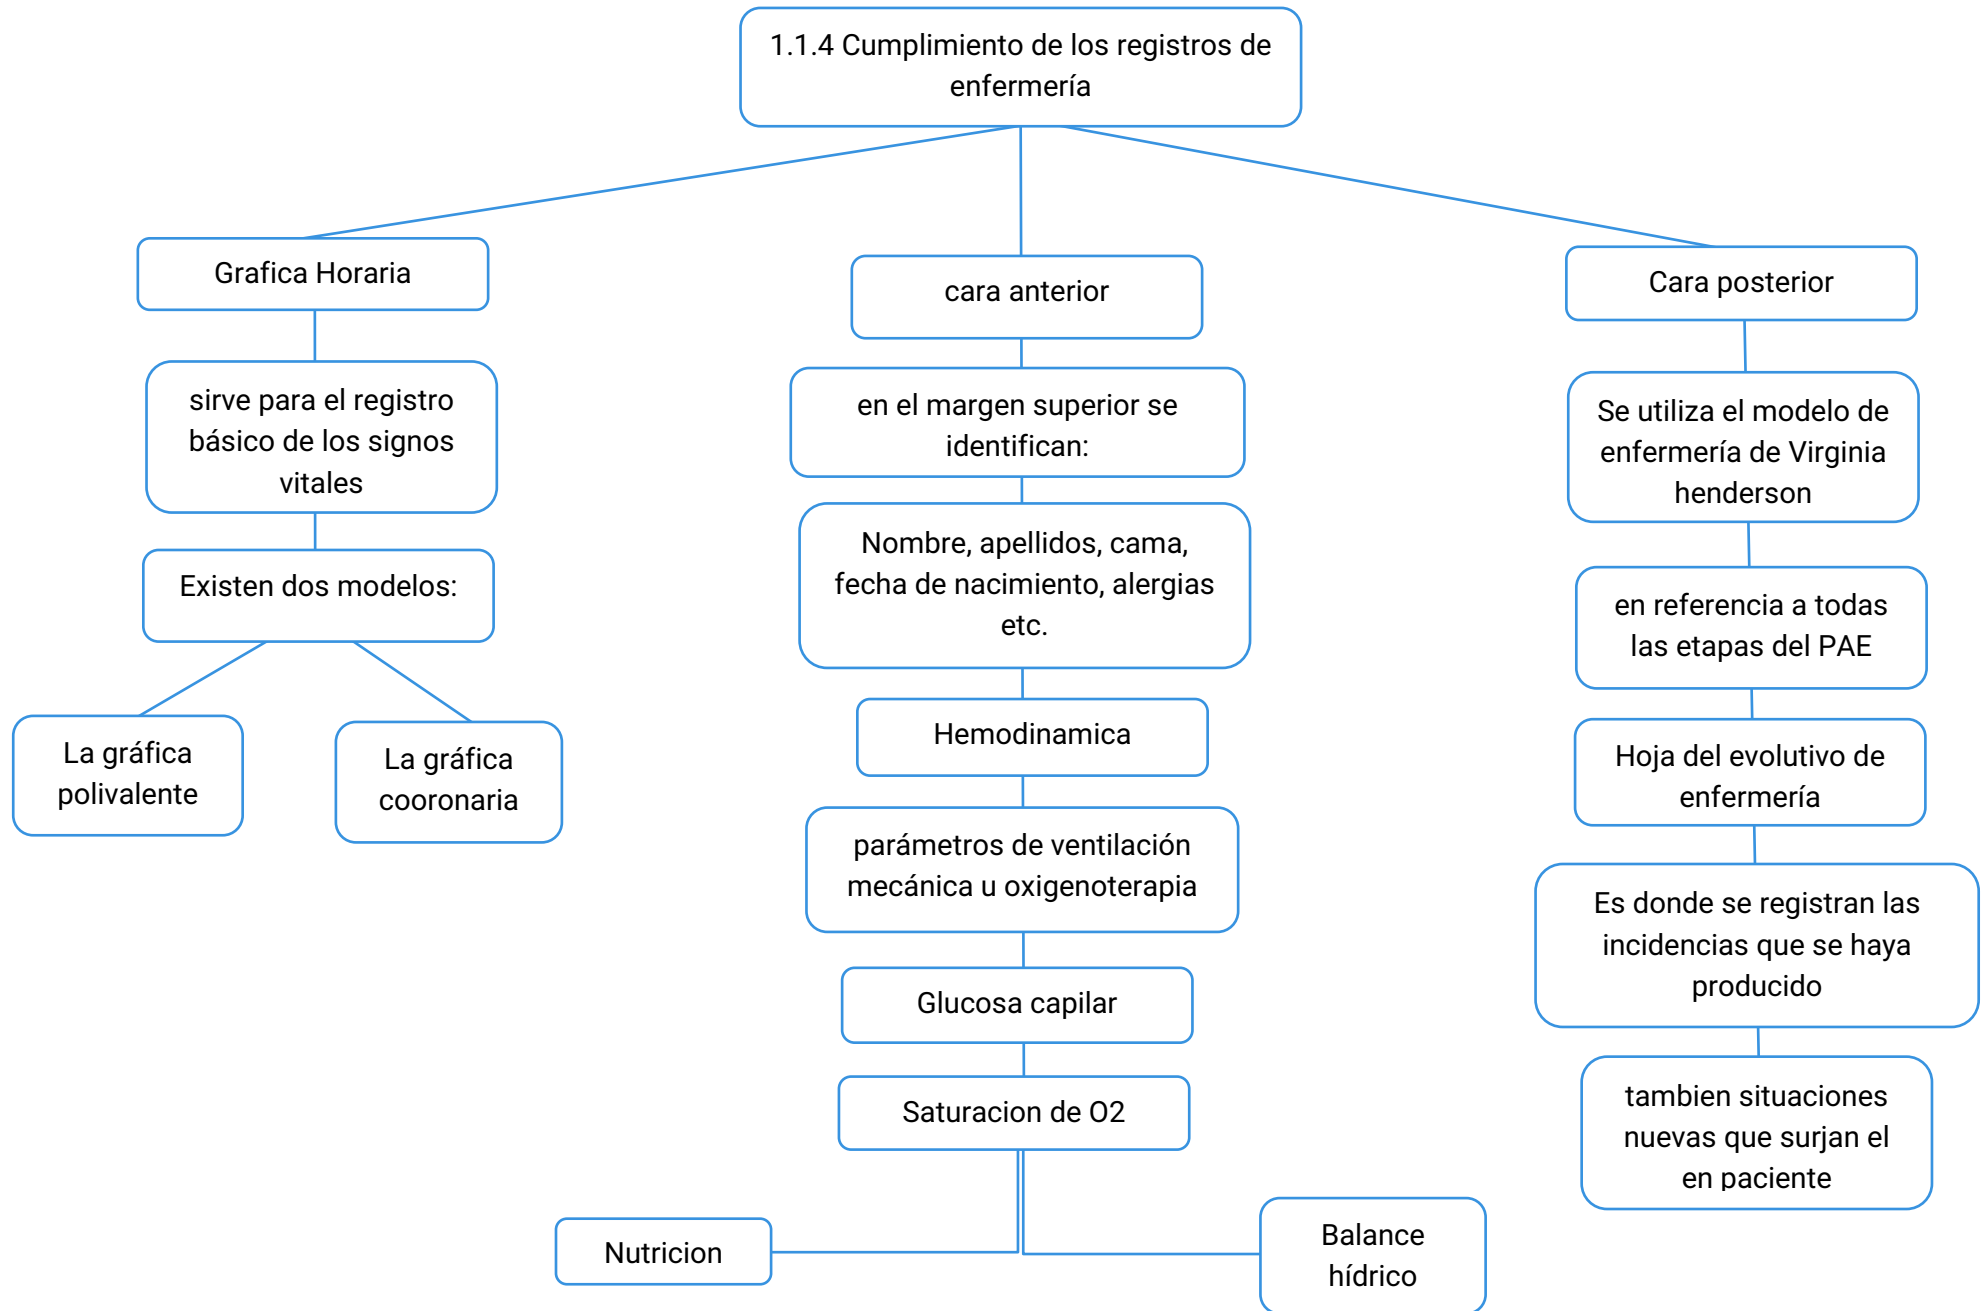 1.1.4 Cumplimiento de los registros de
enfermería
Grafica Horaria
sirve para el registro
básico de los signos
vitales
Existen dos modelos:
La gráfica
polivalente
La gráfica
cooronaria
cara anterior
en el margen superior se
identifican:
Nombre, apellidos, cama,
fecha de nacimiento, alergias
etc.
Hemodinamica
parámetros de ventilación
mecánica u oxigenoterapia
Glucosa capilar
Saturacion de O2
Nutricion
Balance
hídrico
Cara posterior
Se utiliza el modelo de
enfermería de Virginia
henderson
en referencia a todas
las etapas del PAE
Hoja del evolutivo de
enfermería
Es donde se registran las
incidencias que se haya
producido
tambien situaciones
nuevas que surjan el
en paciente